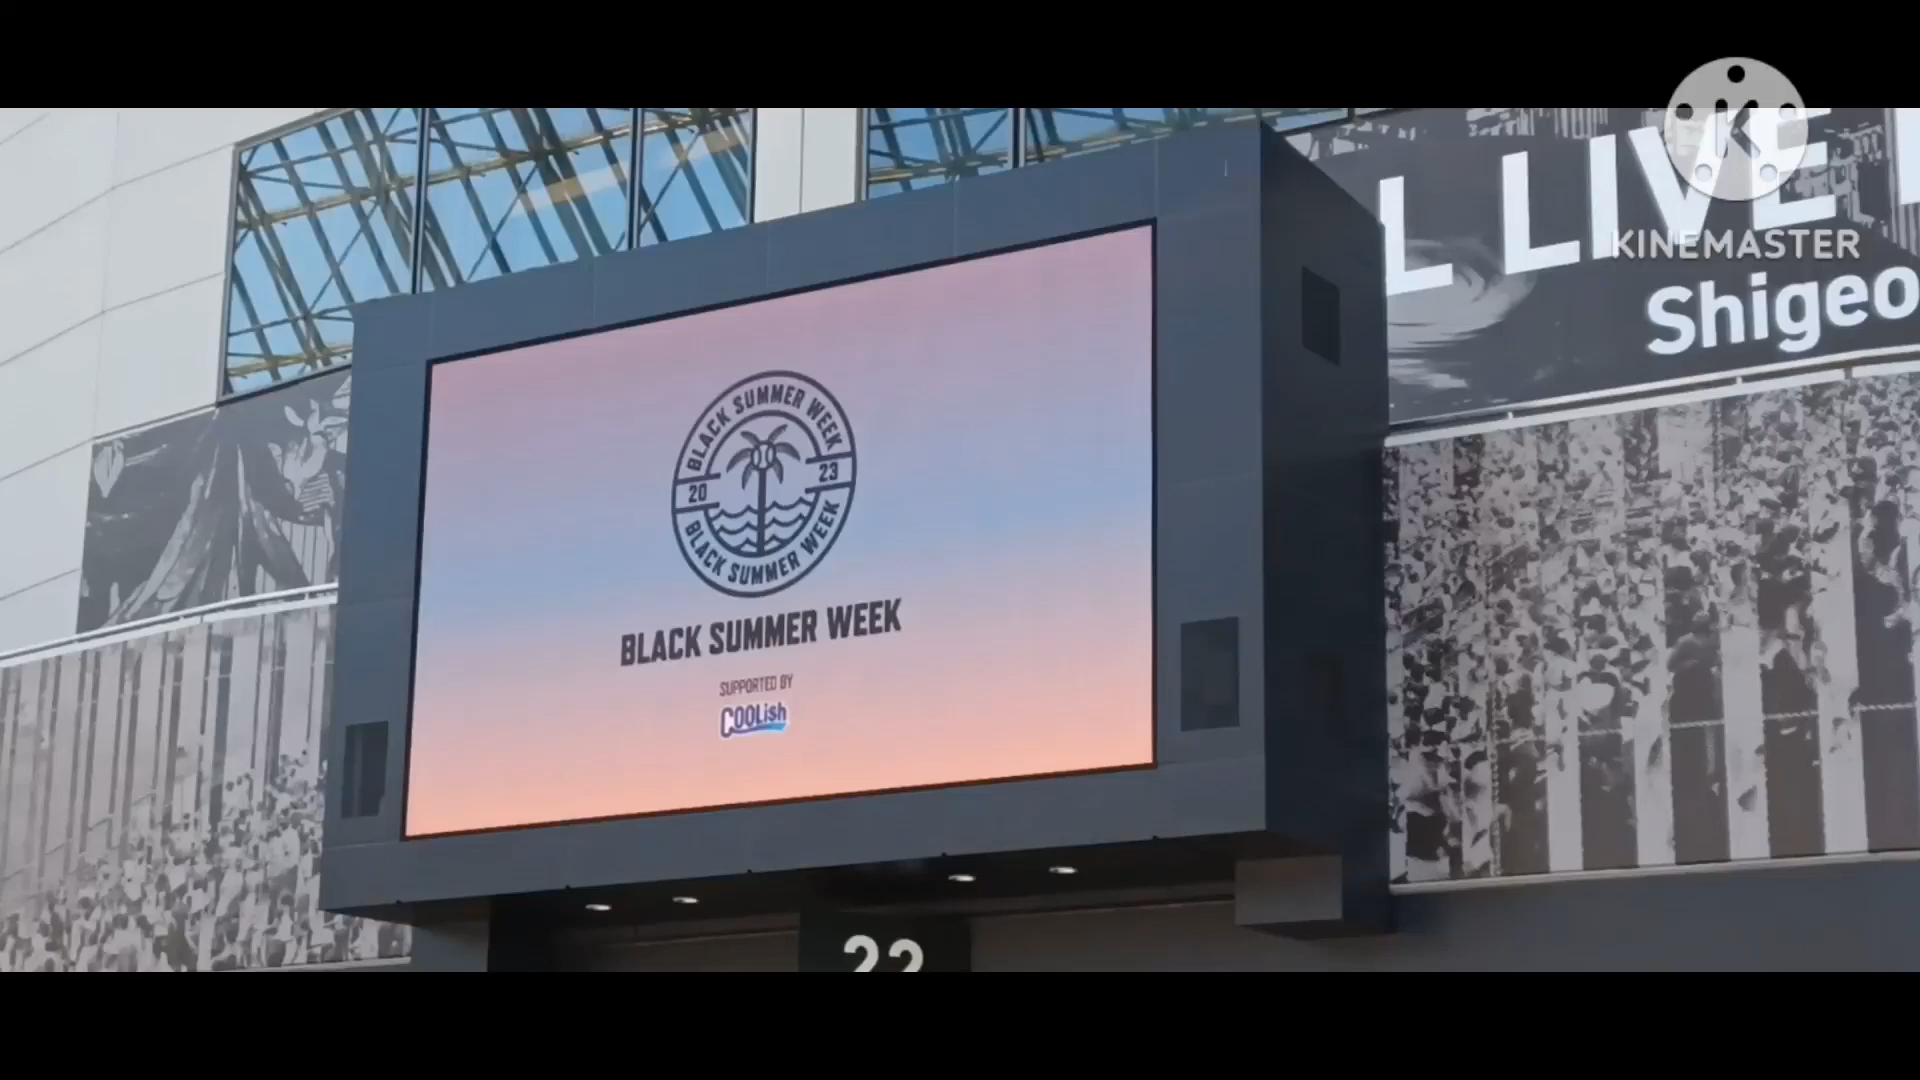 L LIVE
KINEMASTER
Shigeo
BLACK SUMMER WEEK
20 23
BLACK SUMMER WEEK
BLACK SUMMER WEEK
SUPPORTED BY
COOLish
22